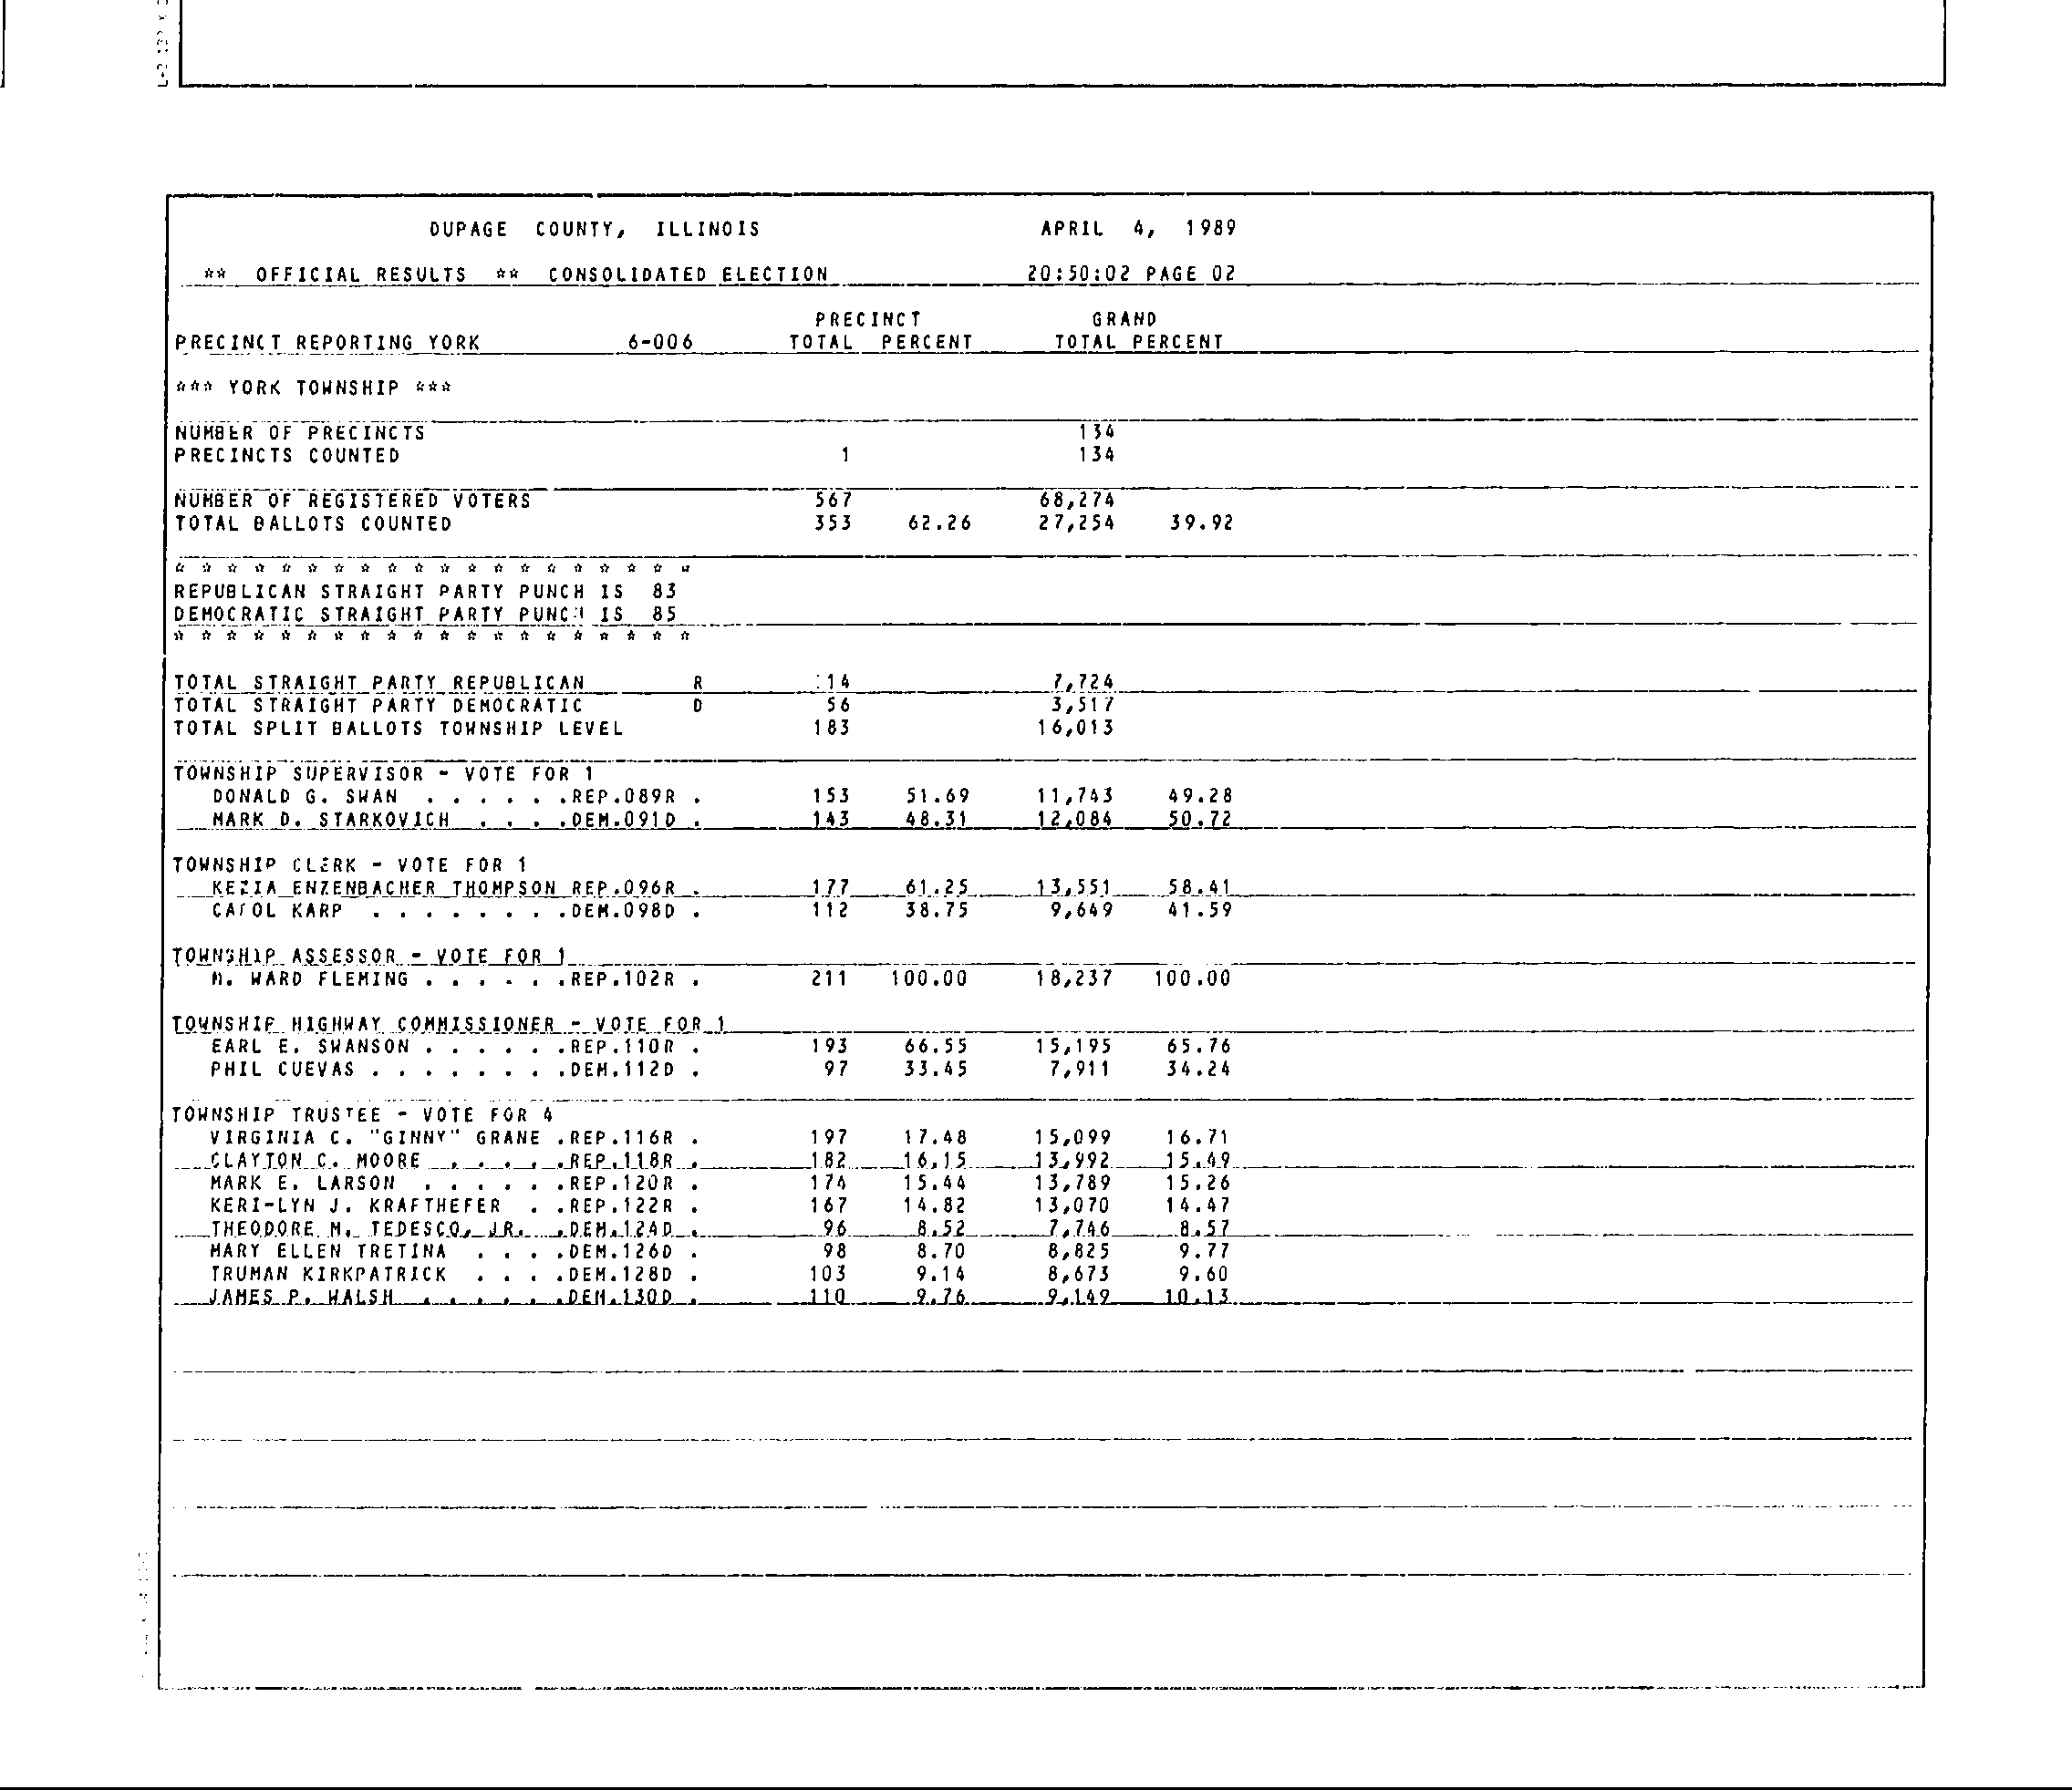 DUPAGE COUNTY, ILLINOIS APRIL 4, 1989
** OFFICIAL RESULTS ** CONSOLIDATED ELECTION 20:50:02 PAGE 02
PRECINCT GRAND
PRECINCT REPORTING YORK 6-006 TOTAL PERCENT TOTAL PERCENT
*** YORK TOWNSHIP ***
NUMBER OF PRECINCTS 134
PRECINCTS COUNTED 1 134
NUMBER OF REGISTERED VOTERS 567 68,274
TOTAL BALLOTS COUNTED 353 62.26 27,254 39.92
* * * * * * * * * * * * * * * * * * * *
REPUBLICAN STRAIGHT PARTY PUNCH IS 83
DEMOCRATIC STRAIGHT PARTY PUNCH IS 85
* * * * * * * * * * * * * * * * * * * *
TOTAL STRAIGHT PARTY REPUBLICAN R 114 7,724
TOTAL STRAIGHT PARTY DEMOCRATIC D 56 3,517
TOTAL SPLIT BALLOTS TOWNSHIP LEVEL 183 16,013
TOWNSHIP SUPERVISOR - VOTE FOR 1
DONALD G. SWAN . . . . . .REP.089R . 153 51.69 11,743 49.28
MARK D. STARKOVICH . . . .DEM.091D . 143 48.31 12,084 50.72
TOWNSHIP CLERK - VOTE FOR 1
KEZIA ENZENBACHER THOMPSON REP.096R . 177 61.25 13,551 58.41
CAROL KARP . . . . . . . .DEM.098D . 112 38.75 9,649 41.59
TOWNSHIP ASSESSOR - VOTE FOR 1
WARD FLEMING . . . . . .REP.102R . 211 100.00 18,237 100.00
TOWNSHIP HIGHWAY COMMISSIONER - VOTE FOR 1
EARL E. SWANSON . . . . . .REP.110R . 193 66.55 15,195 65.76
PHIL CUEVAS . . . . . . . .DEM.112D . 97 33.45 7,911 34.24
TOWNSHIP TRUSTEE - VOTE FOR 4
VIRGINIA C. "GINNY" GRANE .REP.116R . 197 17.48 15,099 16.71
CLAYTON C. MOORE . . . . . .REP.118R . 182 16.15 13,992 15.49
MARK E. LARSON . . . . . .REP.120R . 174 15.44 13,789 15.26
KERI-LYN J. KRAFTHEFER . .REP.122R . 167 14.82 13,070 14.47
THEODORE M. TEDESCO, JR. .DEM.124D . 96 8.52 7,746 8.57
MARY ELLEN TRETINA . . . .DEM.126D . 98 8.70 8,825 9.77
TRUMAN KIRKPATRICK . . . .DEM.128D . 103 9.14 8,673 9.60
JAMES P. WALSH . . . . . .DEM.130D . 110 9.76 9,149 10.13